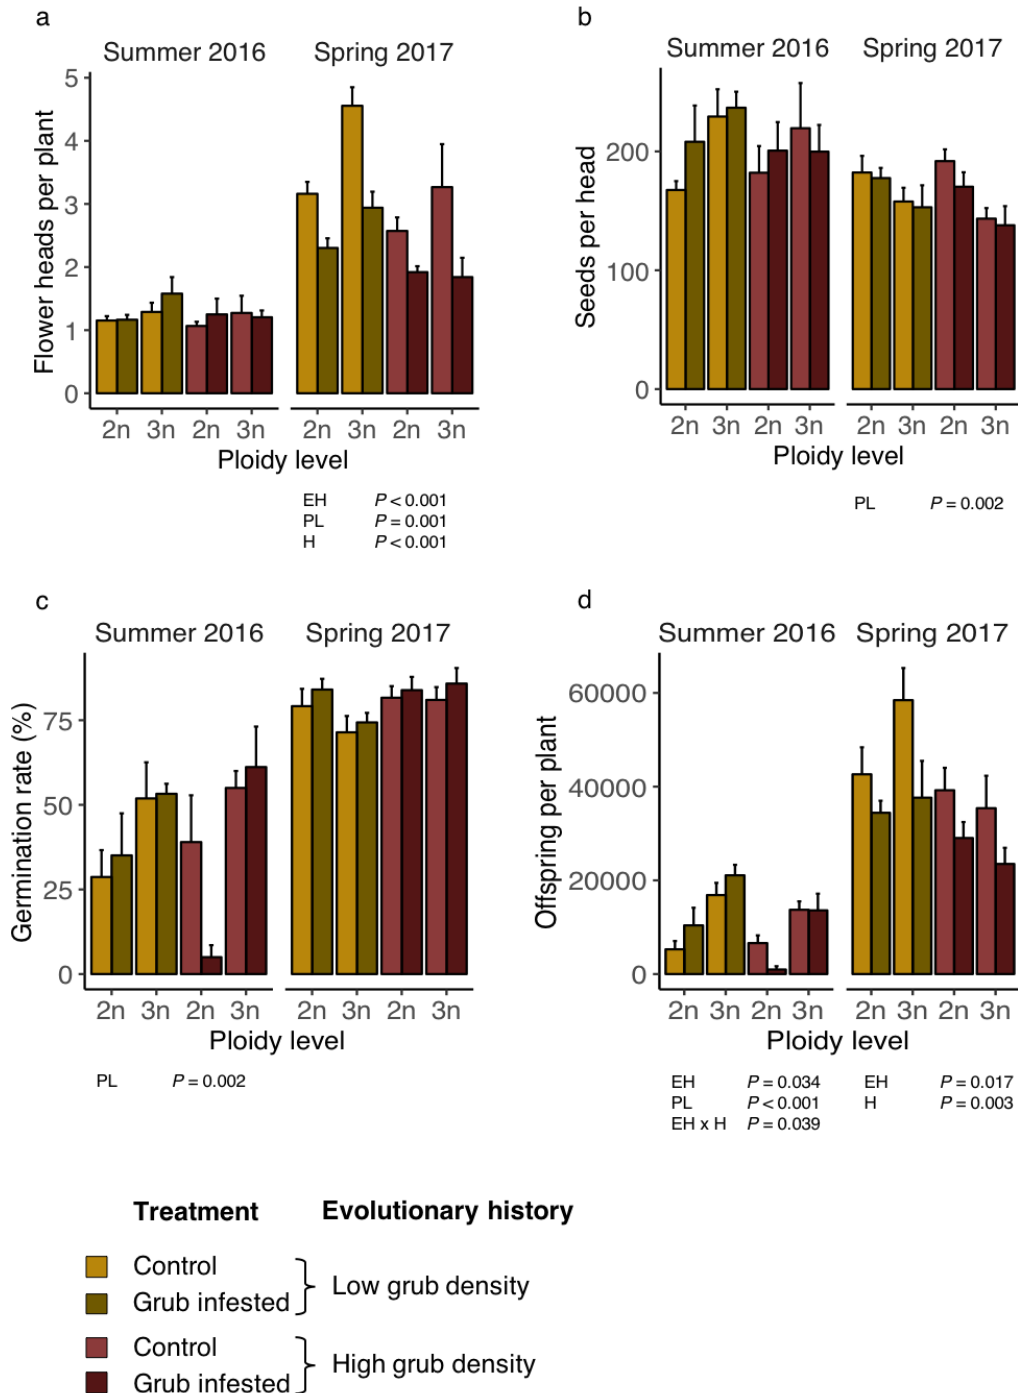 a
Summer 2016 Spring 2017
Flower heads per plant
5
4
3
2
1
0
2n 3n 2n 3n 2n 3n 2n 3n
Ploidy level
EH P < 0.001
PL P = 0.001
H P < 0.001
b
Summer 2016 Spring 2017
Seeds per head
200
100
0
2n 3n 2n 3n 2n 3n 2n 3n
Ploidy level
PL P = 0.002
c
Summer 2016 Spring 2017
Germination rate (%)
75
50
25
0
2n 3n 2n 3n 2n 3n 2n 3n
Ploidy level
PL P = 0.002
d
Summer 2016 Spring 2017
Offspring per plant
60000
40000
20000
0
2n 3n 2n 3n 2n 3n 2n 3n
Ploidy level
EH P = 0.034 EH P = 0.017
PL P < 0.001 H P = 0.003
EH x H P = 0.039
Treatment Evolutionary history
Control
Grub infested
Low grub density
Control
Grub infested
High grub density